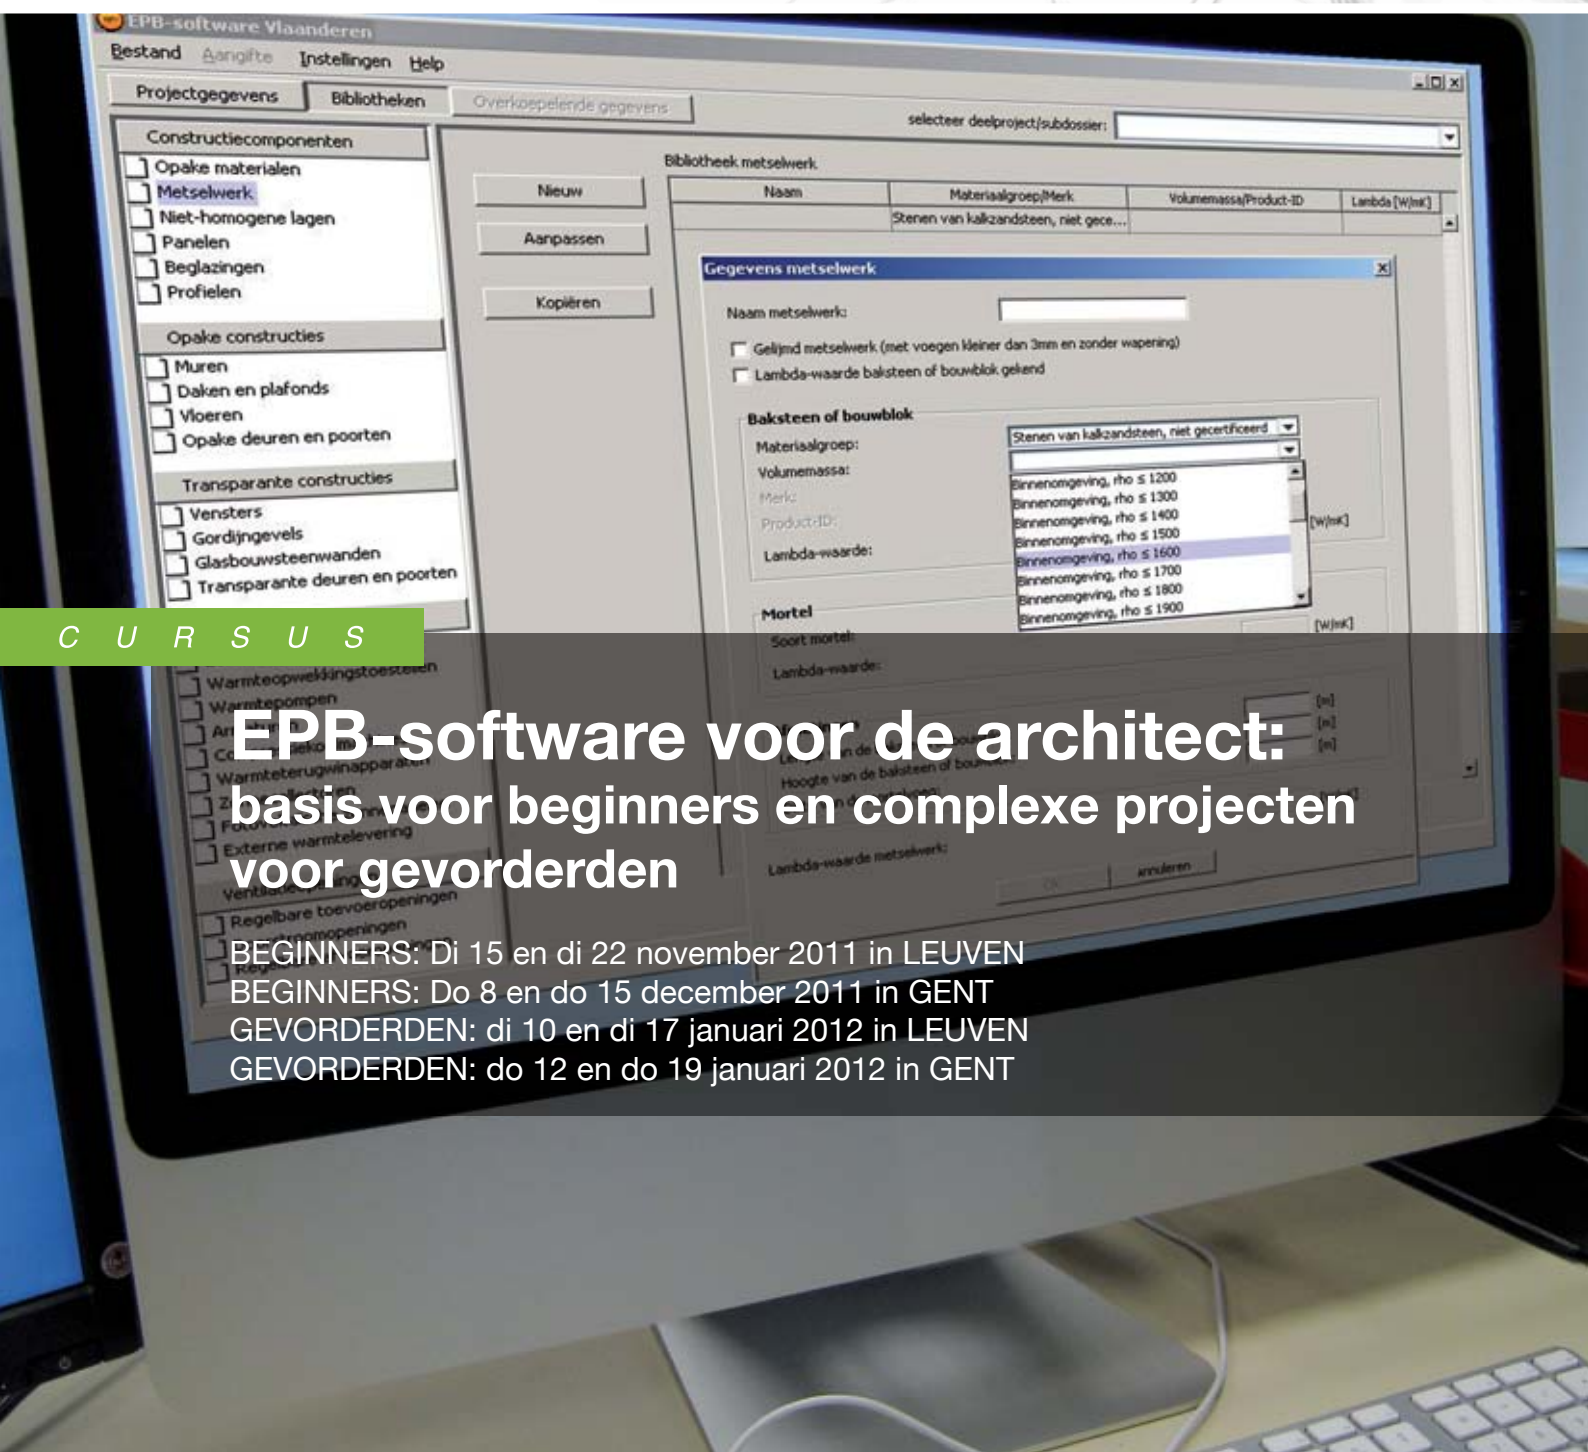 EPB-software Vlaanderen
Bestand Aangifte Instellingen Help
Projectgegevens Bibliotheken Overkoepelende gegevens
selecteer deelproject/subdossier:
Constructiecomponenten
Opake materialen
Metselwerk
Niet-homogene lagen
Panelen
Beglazingen
Profielen
Opake constructies
Muren
Daken en plafonds
Vloeren
Opake deuren en poorten
Transparante constructies
Vensters
Gordijngevels
Glasbouwsteenwanden
Transparante deuren en poorten
Nieuw
Aanpassen
Kopiëren
Bibliotheek metselwerk
Naam Materiaalgroep/Merk Volumemassa/Product-ID Lambda [W/mK]
Stenen van kalkzandsteen, niet gece...
Gegevens metselwerk
Naam metselwerk:
Gelijmd metselwerk (met voegen kleiner dan 3mm en zonder wapening)
Lambda-waarde baksteen of bouwblok gekend
Baksteen of bouwblok
Materiaalgroep: Stenen van kalkzandsteen, niet gecertificeerd
Volumemassa:
Merk:
Product-ID:
Lambda-waarde: [W/mK]
Binnenomgeving, rho ≤ 1200
Binnenomgeving, rho ≤ 1300
Binnenomgeving, rho ≤ 1400
Binnenomgeving, rho ≤ 1500
Binnenomgeving, rho ≤ 1600
Binnenomgeving, rho ≤ 1700
Binnenomgeving, rho ≤ 1800
Binnenomgeving, rho ≤ 1900
Mortel
Soort mortel:
Lambda-waarde: [W/mK]
[m]
[m]
[m]
Hoogte van de baksteen of
Lambda-waarde metselwerk:
OK annuleren
CURSUS
Warmteopwekkingstoestellen
Warmtepompen
Warmteterugwinapparaten
Externe warmtelevering
Regelbare toevoeropeningen
EPB-software voor de architect:
basis voor beginners en complexe projecten
voor gevorderden
BEGINNERS: Di 15 en di 22 november 2011 in LEUVEN
BEGINNERS: Do 8 en do 15 december 2011 in GENT
GEVORDERDEN: di 10 en di 17 januari 2012 in LEUVEN
GEVORDERDEN: do 12 en do 19 januari 2012 in GENT